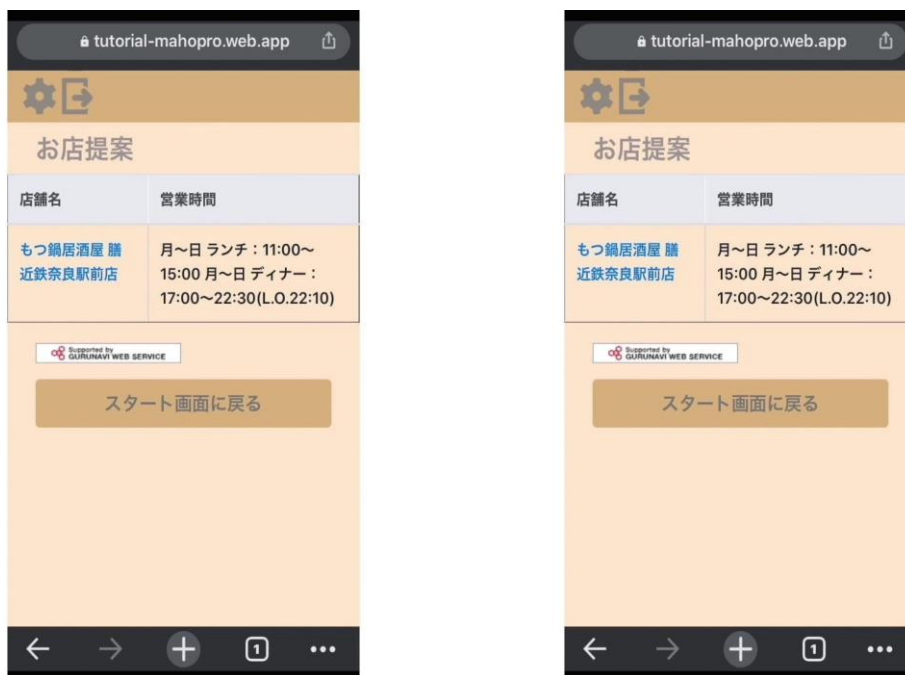 tutorial-mahopro.web.app
お店提案
店舗名
営業時間
もつ鍋居酒屋 膳
近鉄奈良駅前店
月〜日 ランチ：11:00〜
15:00 月〜日 ディナー：
17:00〜22:30(L.O.22:10)
Supported by
GURUNAVI WEB SERVICE
スタート画面に戻る
1
tutorial-mahopro.web.app
お店提案
店舗名
営業時間
もつ鍋居酒屋 膳
近鉄奈良駅前店
月〜日 ランチ：11:00〜
15:00 月〜日 ディナー：
17:00〜22:30(L.O.22:10)
Supported by
GURUNAVI WEB SERVICE
スタート画面に戻る
1